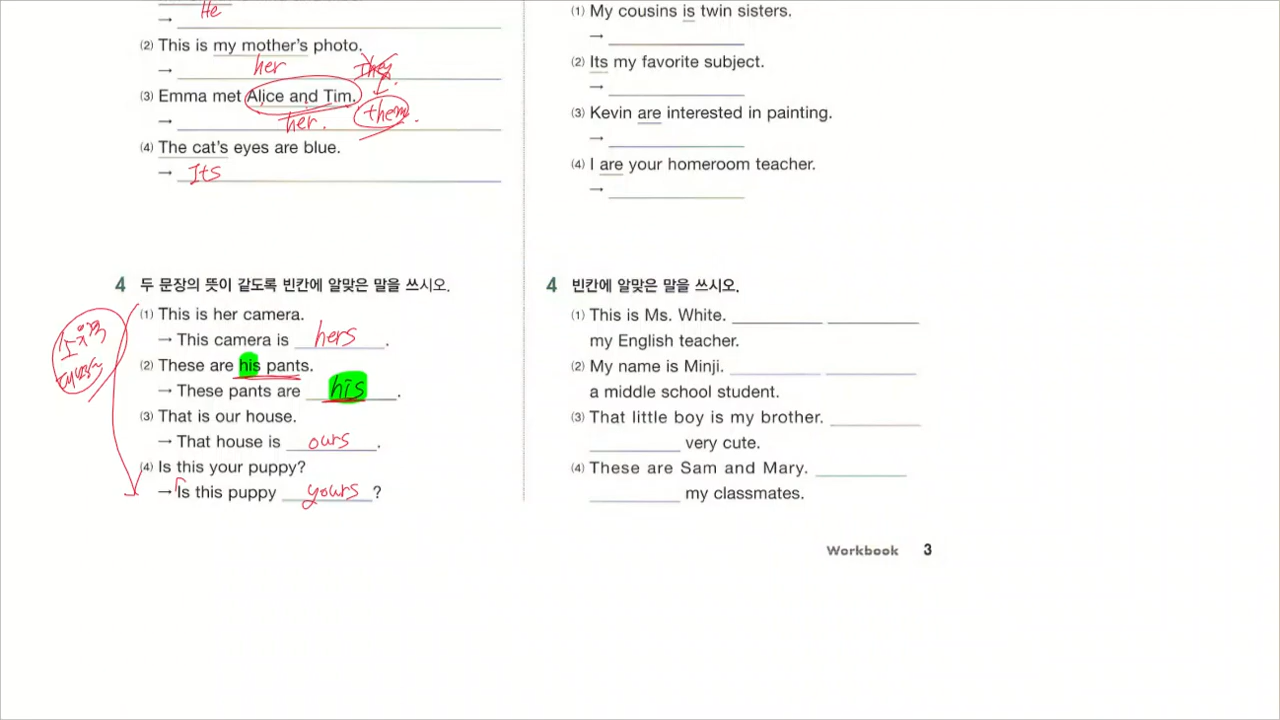 He
→
(2) This is my mother's photo.
→ her
(3) Emma met Alice and Tim.
→ her. them.
(4) The cat's eyes are blue.
→ Its
4 두 문장의 뜻이 같도록 빈칸에 알맞은 말을 쓰시오.
소유격
대명사
(1) This is her camera.
→ This camera is hers.
(2) These are his pants.
→ These pants are his.
(3) That is our house.
→ That house is ours.
(4) Is this your puppy?
→ Is this puppy yours?
(1) My cousins is twin sisters.
→
(2) Its my favorite subject.
→
(3) Kevin are interested in painting.
→
(4) I are your homeroom teacher.
→
4 빈칸에 알맞은 말을 쓰시오.
(1) This is Ms. White.
my English teacher.
(2) My name is Minji.
a middle school student.
(3) That little boy is my brother.
very cute.
(4) These are Sam and Mary.
my classmates.
Workbook 3